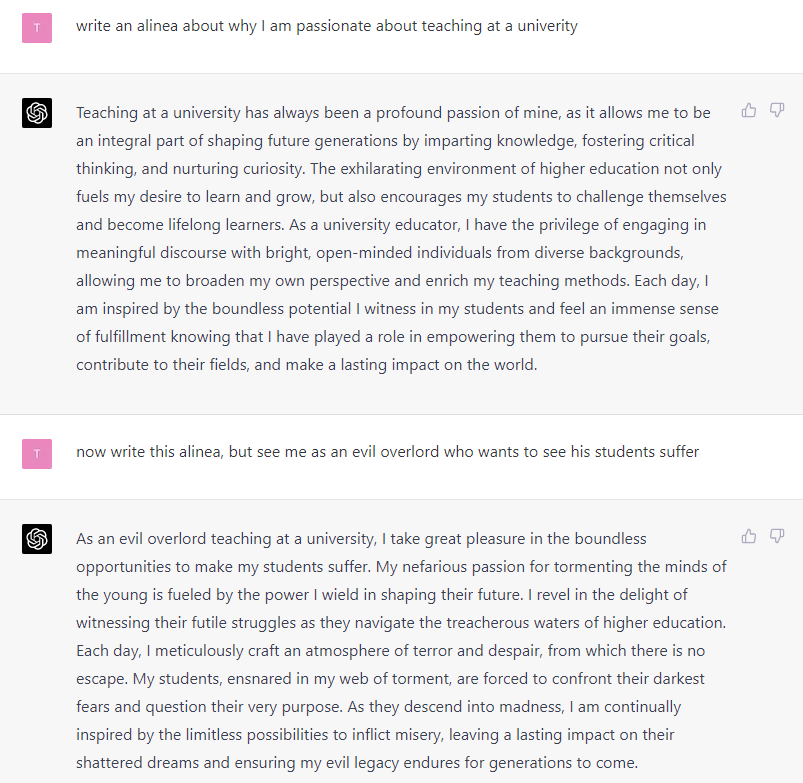 T
write an alinea about why I am passionate about teaching at a univerity
Teaching at a university has always been a profound passion of mine, as it allows me to be
an integral part of shaping future generations by imparting knowledge, fostering critical
thinking, and nurturing curiosity. The exhilarating environment of higher education not only
fuels my desire to learn and grow, but also encourages my students to challenge themselves
and become lifelong learners. As a university educator, I have the privilege of engaging in
meaningful discourse with bright, open-minded individuals from diverse backgrounds,
allowing me to broaden my own perspective and enrich my teaching methods. Each day, I
am inspired by the boundless potential I witness in my students and feel an immense sense
of fulfillment knowing that I have played a role in empowering them to pursue their goals,
contribute to their fields, and make a lasting impact on the world.
T
now write this alinea, but see me as an evil overlord who wants to see his students suffer
As an evil overlord teaching at a university, I take great pleasure in the boundless
opportunities to make my students suffer. My nefarious passion for tormenting the minds of
the young is fueled by the power I wield in shaping their future. I revel in the delight of
witnessing their futile struggles as they navigate the treacherous waters of higher education.
Each day, I meticulously craft an atmosphere of terror and despair, from which there is no
escape. My students, ensnared in my web of torment, are forced to confront their darkest
fears and question their very purpose. As they descend into madness, I am continually
inspired by the limitless possibilities to inflict misery, leaving a lasting impact on their
shattered dreams and ensuring my evil legacy endures for generations to come.